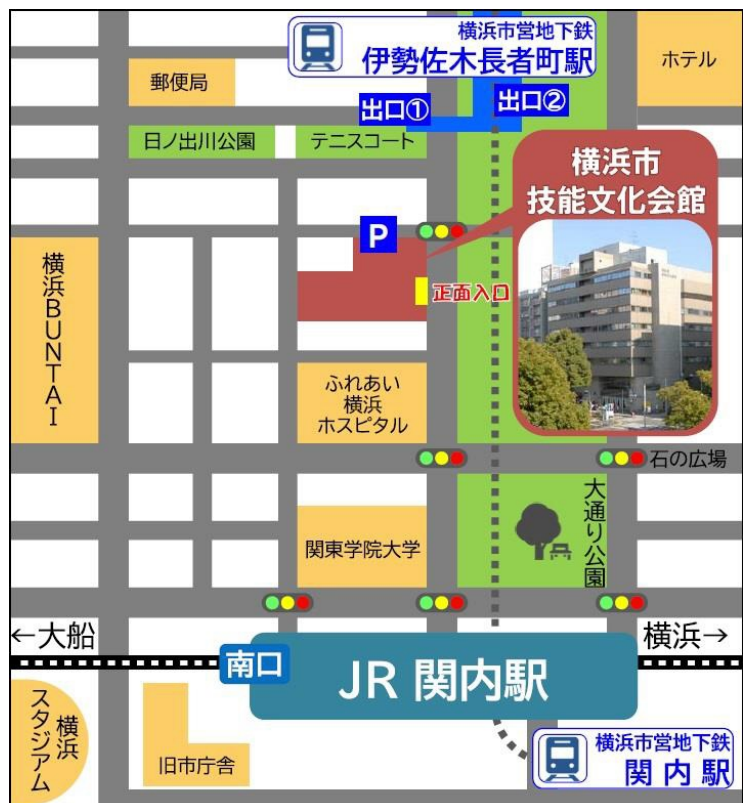 横浜市営地下鉄
伊勢佐木長者町駅
ホテル
郵便局
出口①
出口②
日ノ出川公園
テニスコート
横浜市
技能文化会館
P
正面入口
横浜BUNTAI
ふれあい
横浜
ホスピタル
石の広場
大通り公園
関東学院大学
←大船
横浜→
南口
JR 関内駅
横浜
スタジアム
旧市庁舎
横浜市営地下鉄
関内駅